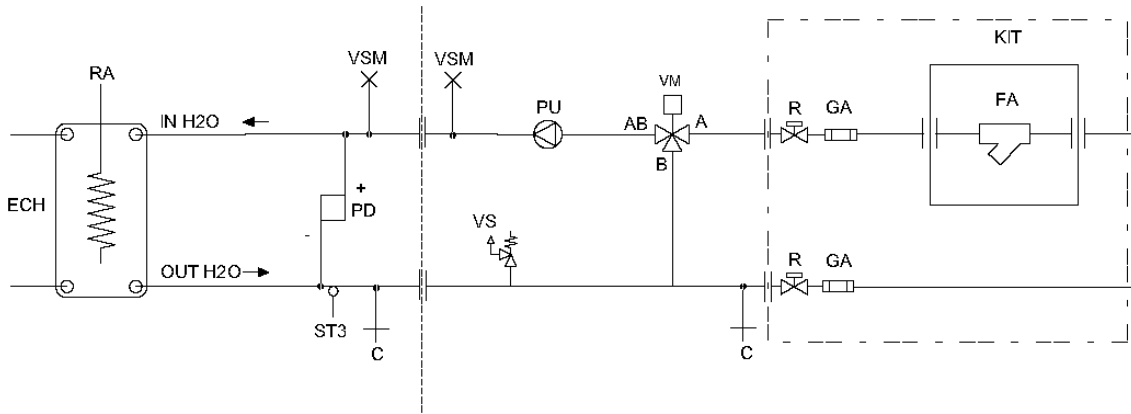 KIT
VSM
VSM
RA
VM
PU
R
GA
FA
IN H2O
AB
A
B
+
PD
ECH
VS
-
OUT H2O
R
GA
ST3
C
C